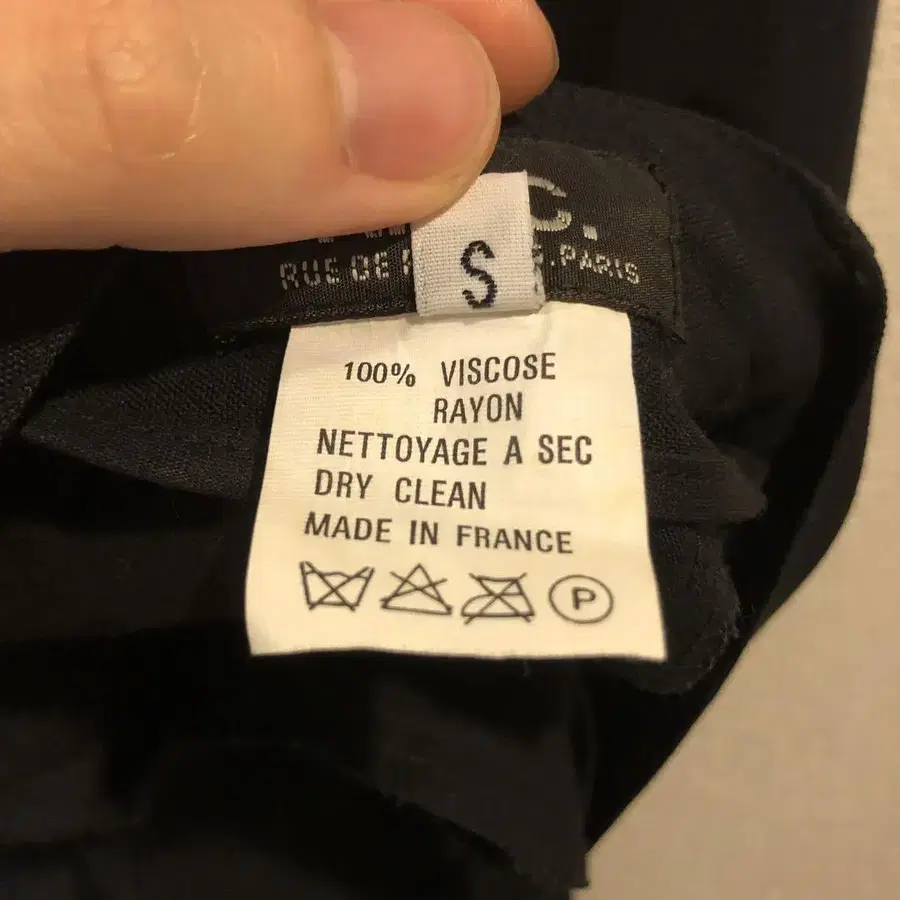 C.
RUE DE
S
.PARIS
100% VISCOSE
RAYON
NETTOYAGE A SEC
DRY CLEAN
MADE IN FRANCE
P